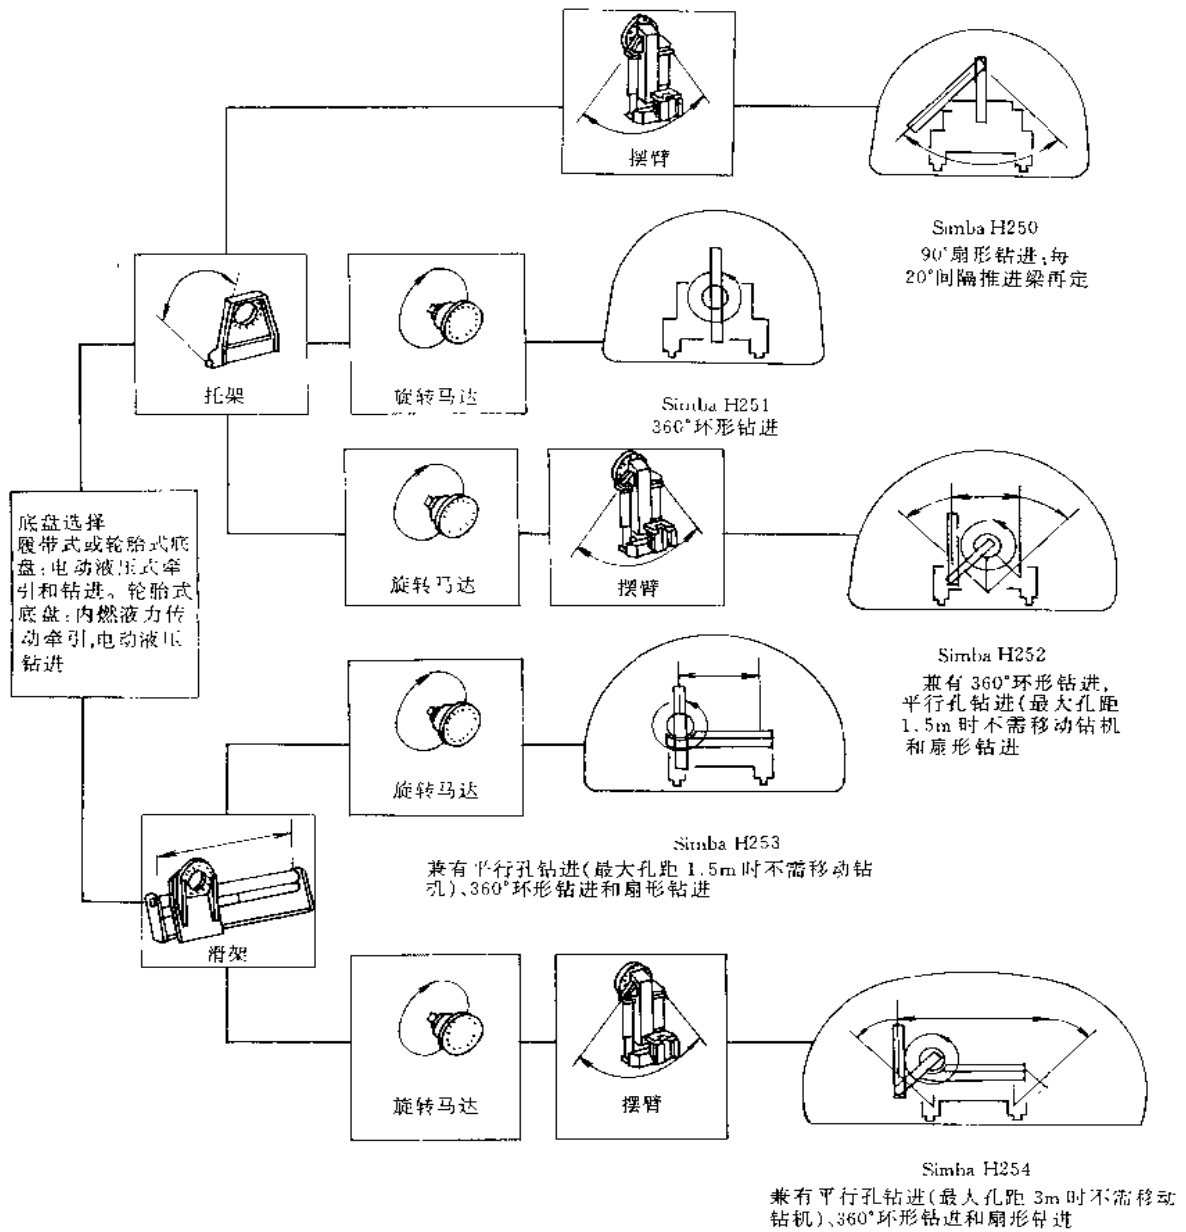 摆臂
Simba H250
90°扇形钻进;每
20°间隔推进梁再定
托架
旋转马达
Simba H251
360°环形钻进
底盘选择
履带式或轮胎式底
盘:电动液压式牵
引和钻进。轮胎式
底盘:内燃液力传
动牵引,电动液压
钻进
旋转马达
摆臂
Simba H252
兼有360°环形钻进,
平行孔钻进(最大孔距
1.5m时不需移动钻机
和扇形钻进
旋转马达
Simba H253
兼有平行孔钻进(最大孔距1.5m时不需移动钻
机)、360°环形钻进和扇形钻进
滑架
旋转马达
摆臂
Simba H254
兼有平行孔钻进(最大孔距3m时不需移动
钻机)、360°环形钻进和扇形钻进